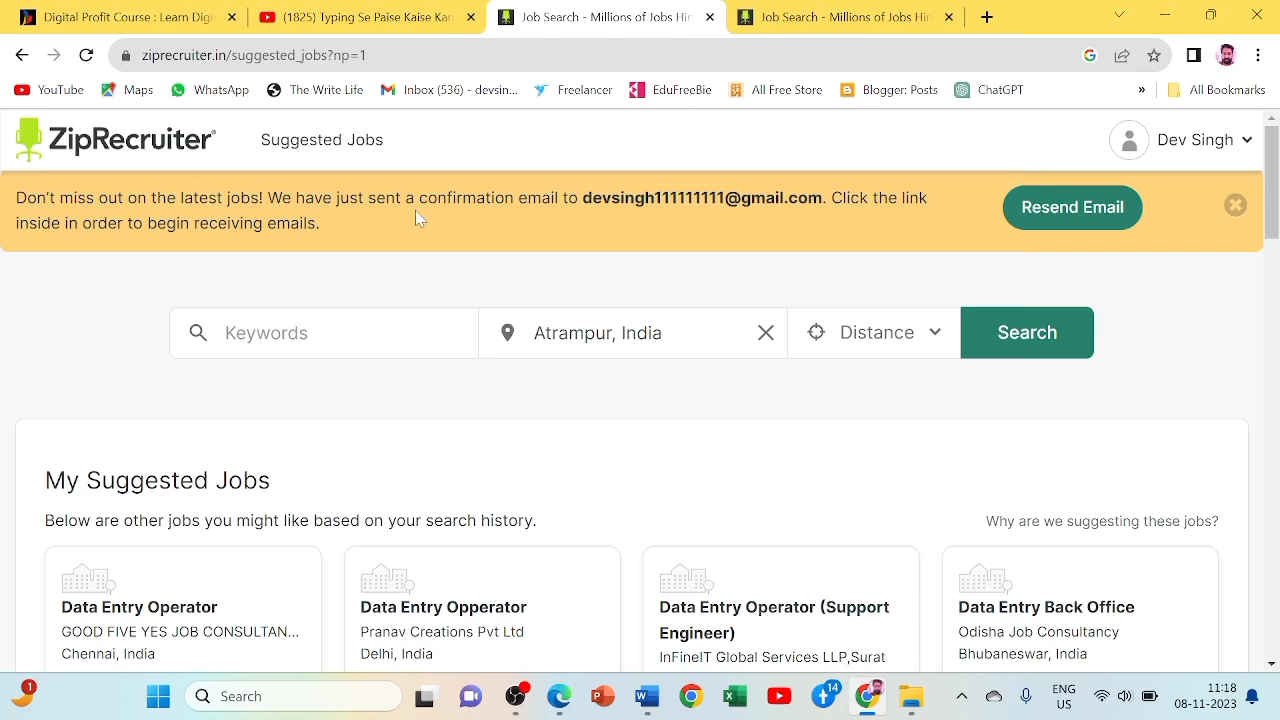 Digital Profit Course : Learn Digi
(1825) Typing Se Paise Kaise Kan
Job Search - Millions of Jobs Hir
Job Search - Millions of Jobs Hir
ziprecruiter.in/suggested_jobs?np=1
YouTube
Maps
WhatsApp
The Write Life
Inbox (536) - devsin...
Freelancer
EduFreeBie
All Free Store
Blogger: Posts
ChatGPT
»
All Bookmarks
ZipRecruiter
Suggested Jobs
Dev Singh
Don't miss out on the latest jobs! We have just sent a confirmation email to devsingh111111111@gmail.com. Click the link
inside in order to begin receiving emails.
Resend Email
Keywords
Atrampur, India
Distance
Search
My Suggested Jobs
Below are other jobs you might like based on your search history.
Why are we suggesting these jobs?
Data Entry Operator
GOOD FIVE YES JOB CONSULTAN...
Chennai, India
Data Entry Opperator
Pranav Creations Pvt Ltd
Delhi, India
Data Entry Operator (Support
Engineer)
InFineIT Global Services LLP,Surat
Data Entry Back Office
Odisha Job Consultancy
Bhubaneswar, India
1
Search
14
ENG
US
11:18
08-11-2023